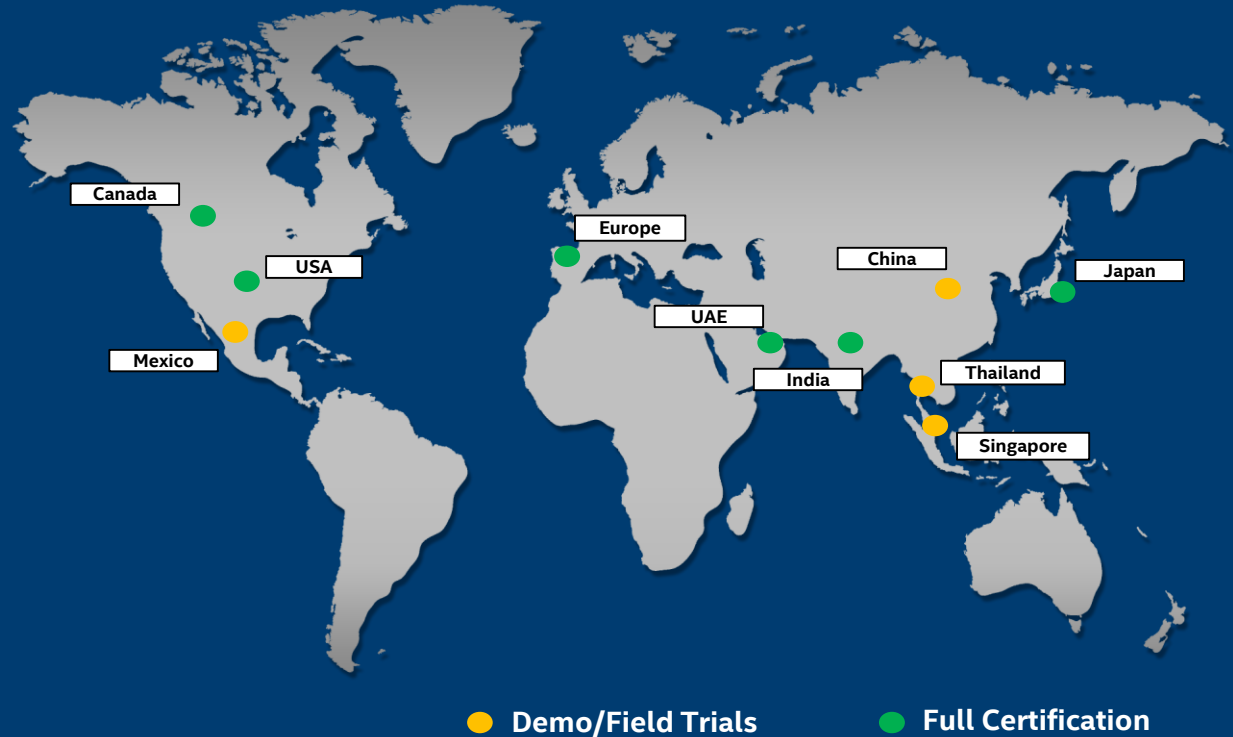 Canada
Europe
China
USA
Japan
UAE
Mexico
India
Thailand
Singapore
Demo/Field Trials
Full Certification